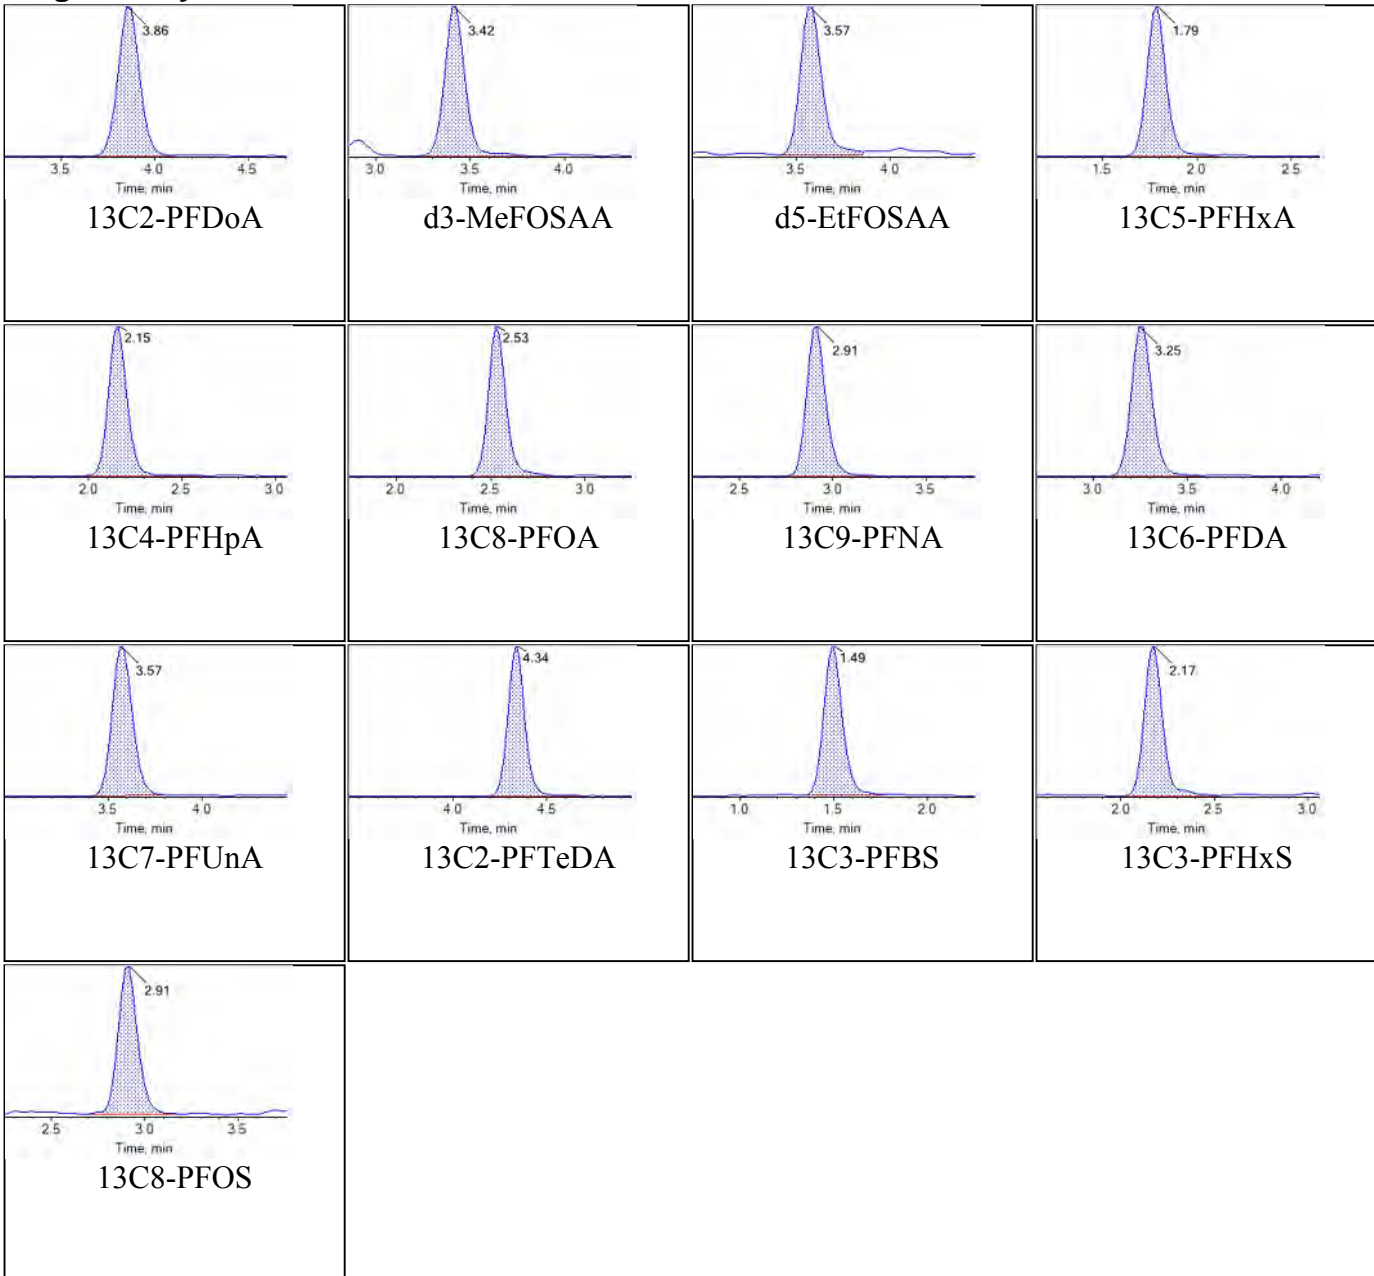 3.86
3.5 4.0 4.5
Time, min
13C2-PFDoA
3.42
3.0 3.5 4.0
Time, min
d3-MeFOSAA
3.57
3.5 4.0
Time, min
d5-EtFOSAA
1.79
1.5 2.0 2.5
Time, min
13C5-PFHxA
2.15
2.0 2.5 3.0
Time, min
13C4-PFHpA
2.53
2.0 2.5 3.0
Time, min
13C8-PFOA
2.91
2.5 3.0 3.5
Time, min
13C9-PFNA
3.25
3.0 3.5 4.0
Time, min
13C6-PFDA
3.57
3.5 4.0
Time, min
13C7-PFUnA
4.34
4.0 4.5
Time, min
13C2-PFTeDA
1.49
1.0 1.5 2.0
Time, min
13C3-PFBS
2.17
2.0 2.5 3.0
Time, min
13C3-PFHxS
2.91
2.5 3.0 3.5
Time, min
13C8-PFOS